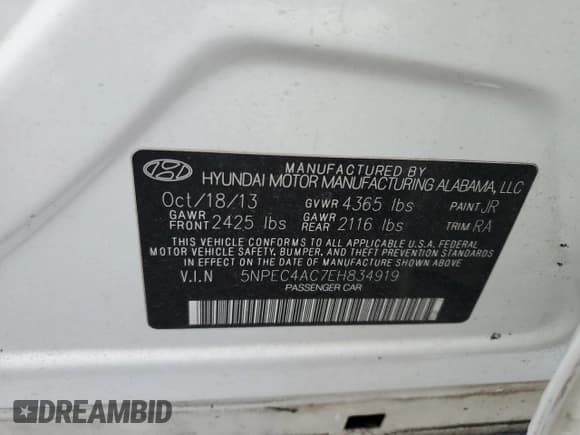 MANUFACTURED BY
HYUNDAI MOTOR MANUFACTURING ALABAMA, LLC
Oct/18/13 GVWR 4365 lbs PAINT JR
GAWR FRONT 2425 lbs GAWR REAR 2116 lbs TRIM RA
THIS VEHICLE CONFORMS TO ALL APPLICABLE U.S.A. FEDERAL
MOTOR VEHICLE SAFETY, BUMPER, AND THEFT PREVENTION
STANDARDS IN EFFECT ON THE DATE OF MANUFACTURE SHOWN ABOVE.
V.I.N 5NPEC4AC7EH834919
PASSENGER CAR
DREAMBID